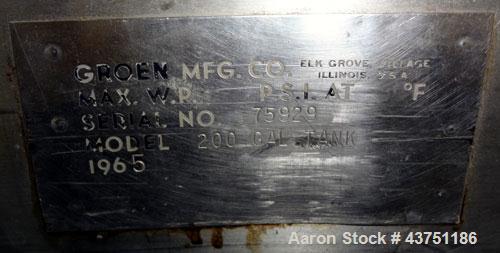 GROEN MFG. CO. ELK GROVE VILLAGE
ILLINOIS, U S A
MAX. W.P. P.S.I. AT °F
SERIAL NO. 75929
MODEL 200 GAL TANK
1965
Aaron Stock # 43751186